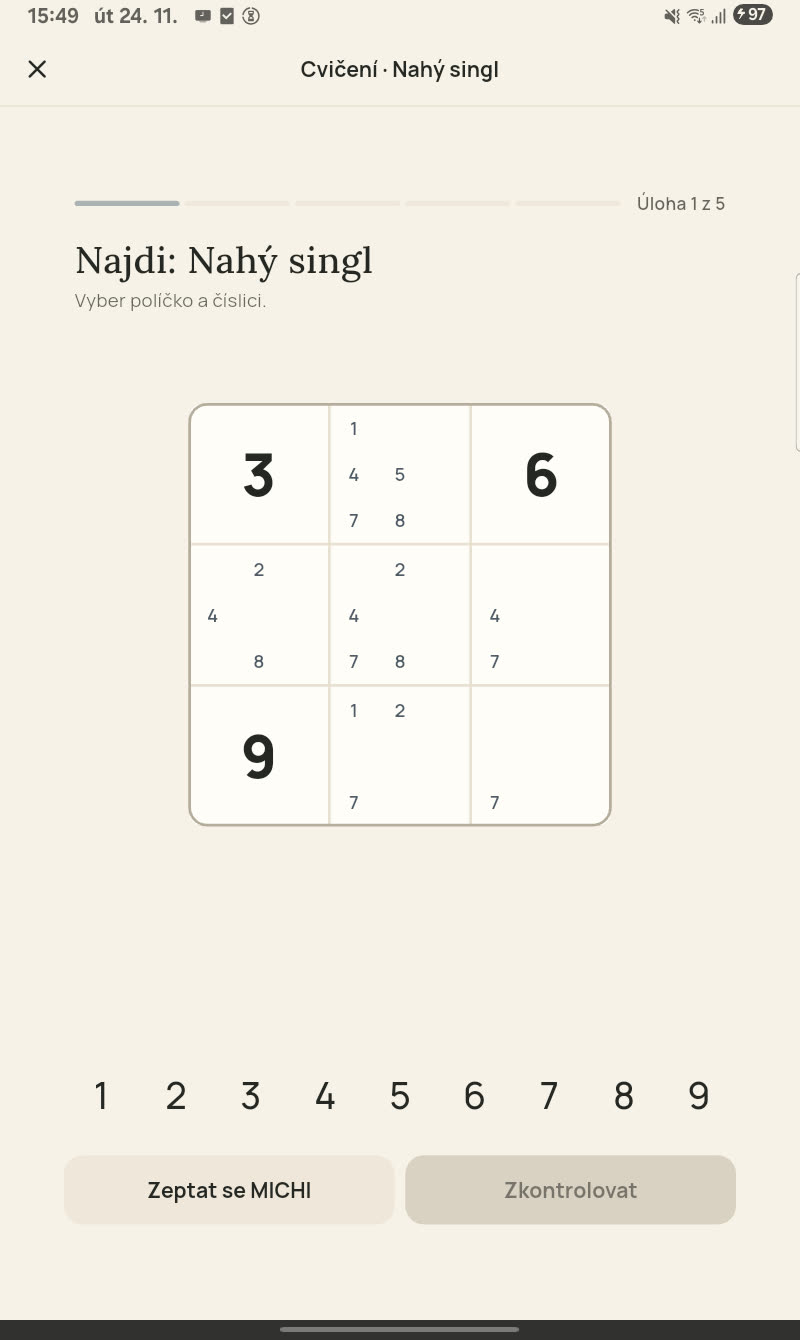 15:49 út 24. 11. 97
Cvičení · Nahý singl
Úloha 1 z 5
Najdi: Nahý singl
Vyber políčko a číslici.
3 1 6
4 5
7 8
2 2
4 4 4
8 7 8 7
9 1 2
7 7
1 2 3 4 5 6 7 8 9
Zeptat se MICHI Zkontrolovat